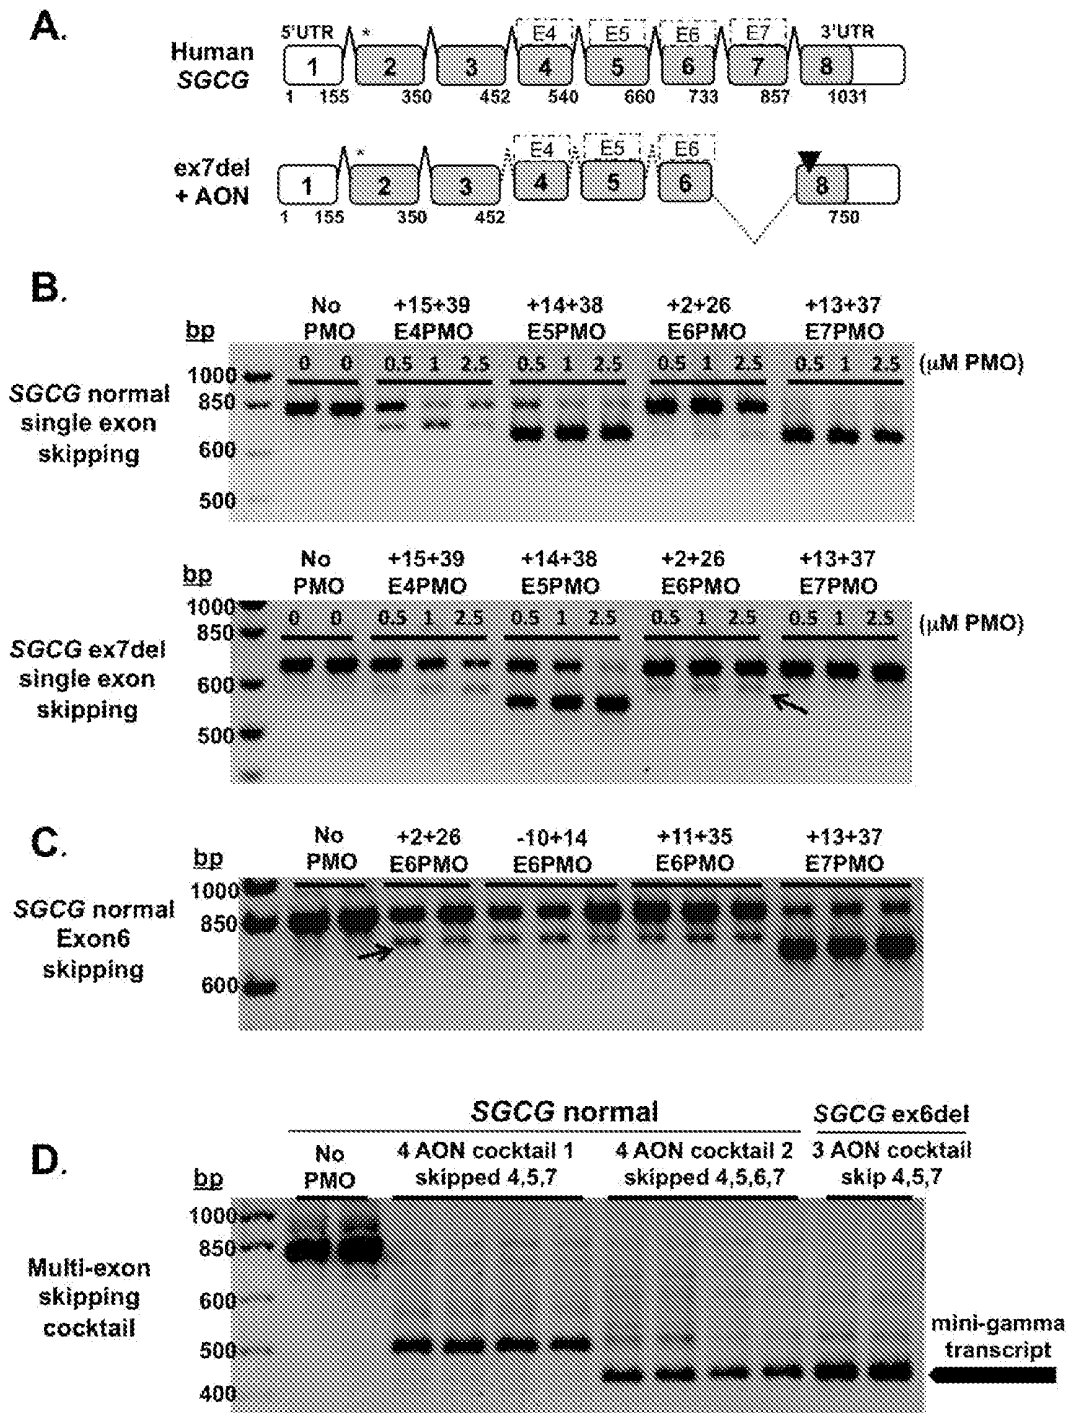 A.
Human
SGCG
5'UTR * E4 E5 E6 E7 3'UTR
1 2 3 4 5 6 7 8
1 155 350 452 540 660 733 857 1031
ex7del
+ AON
* E4 E5 E6
1 2 3 4 5 6 8
1 155 350 452 750
B.
No +15+39 +14+38 +2+26 +13+37
bp PMO E4PMO E5PMO E6PMO E7PMO
0 0 0.5 1 2.5 0.5 1 2.5 0.5 1 2.5 0.5 1 2.5 (μM PMO)
1000
850
600
500
SGCG normal
single exon
skipping
No +15+39 +14+38 +2+26 +13+37
bp PMO E4PMO E5PMO E6PMO E7PMO
0 0 0.5 1 2.5 0.5 1 2.5 0.5 1 2.5 0.5 1 2.5 (μM PMO)
1000
850
600
500
SGCG ex7del
single exon
skipping
C.
No +2+26 -10+14 +11+35 +13+37
bp PMO E6PMO E6PMO E6PMO E7PMO
1000
850
600
SGCG normal
Exon6
skipping
D.
SGCG normal SGCG ex6del
No 4 AON cocktail 1 4 AON cocktail 2 3 AON cocktail
bp PMO skipped 4,5,7 skipped 4,5,6,7 skip 4,5,7
1000
850
600
500
400
Multi-exon
skipping
cocktail
mini-gamma
transcript